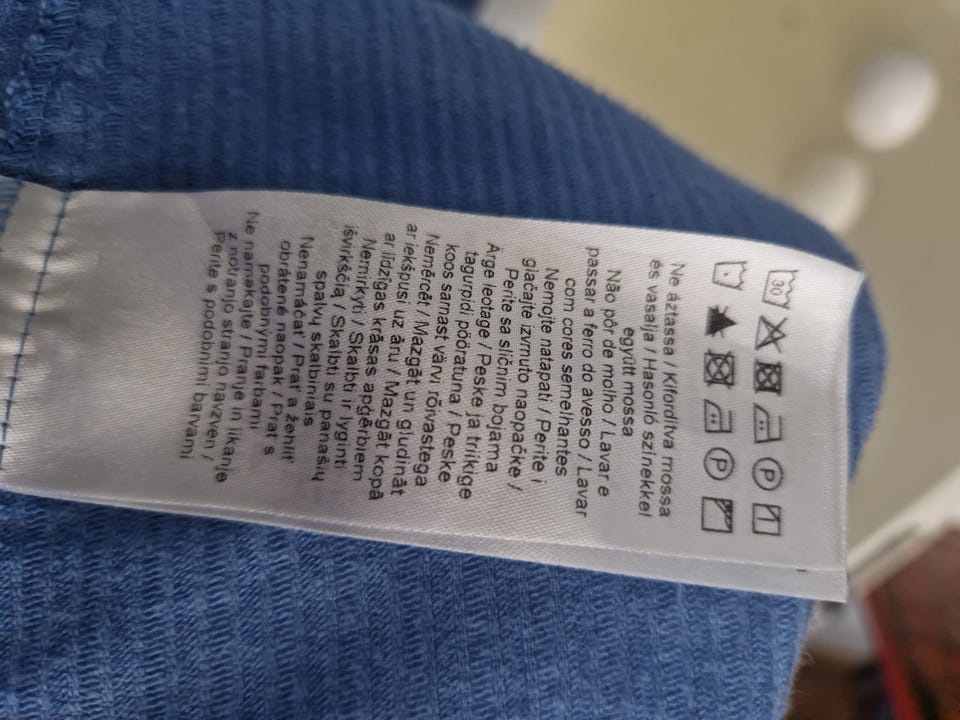 30 P
P
Ne áztassa / Kifordítva mossa
és vasalja / Hasonló színekkel
együtt mossa
Não pôr de molho / Lavar e
passar a ferro do avesso / Lavar
com cores semelhantes
Nemojte natapati / Perite i
glačajte izvrnuto naopačke /
Perite sa sličnim bojama
Ärge leotage / Peske ja triikige
tagurpidi pööratuna / Peske
koos samast värvi rõivastega
Nemērcēt / Mazgāt un gludināt
ar iekšpusi uz āru / Mazgāt kopā
ar līdzīgas krāsas apģērbiem
Nemirkyti / Skalbti ir lyginti
išvirkščią / Skalbti su panašių
spalvų skalbiniais
Nenamáčať / Prať a žehliť
obrátené naopak / Prať s
podobnými farbami
Ne namakajte / Pranje in likanje
z notranjo stranjo navzven /
Perite s podobnimi barvami